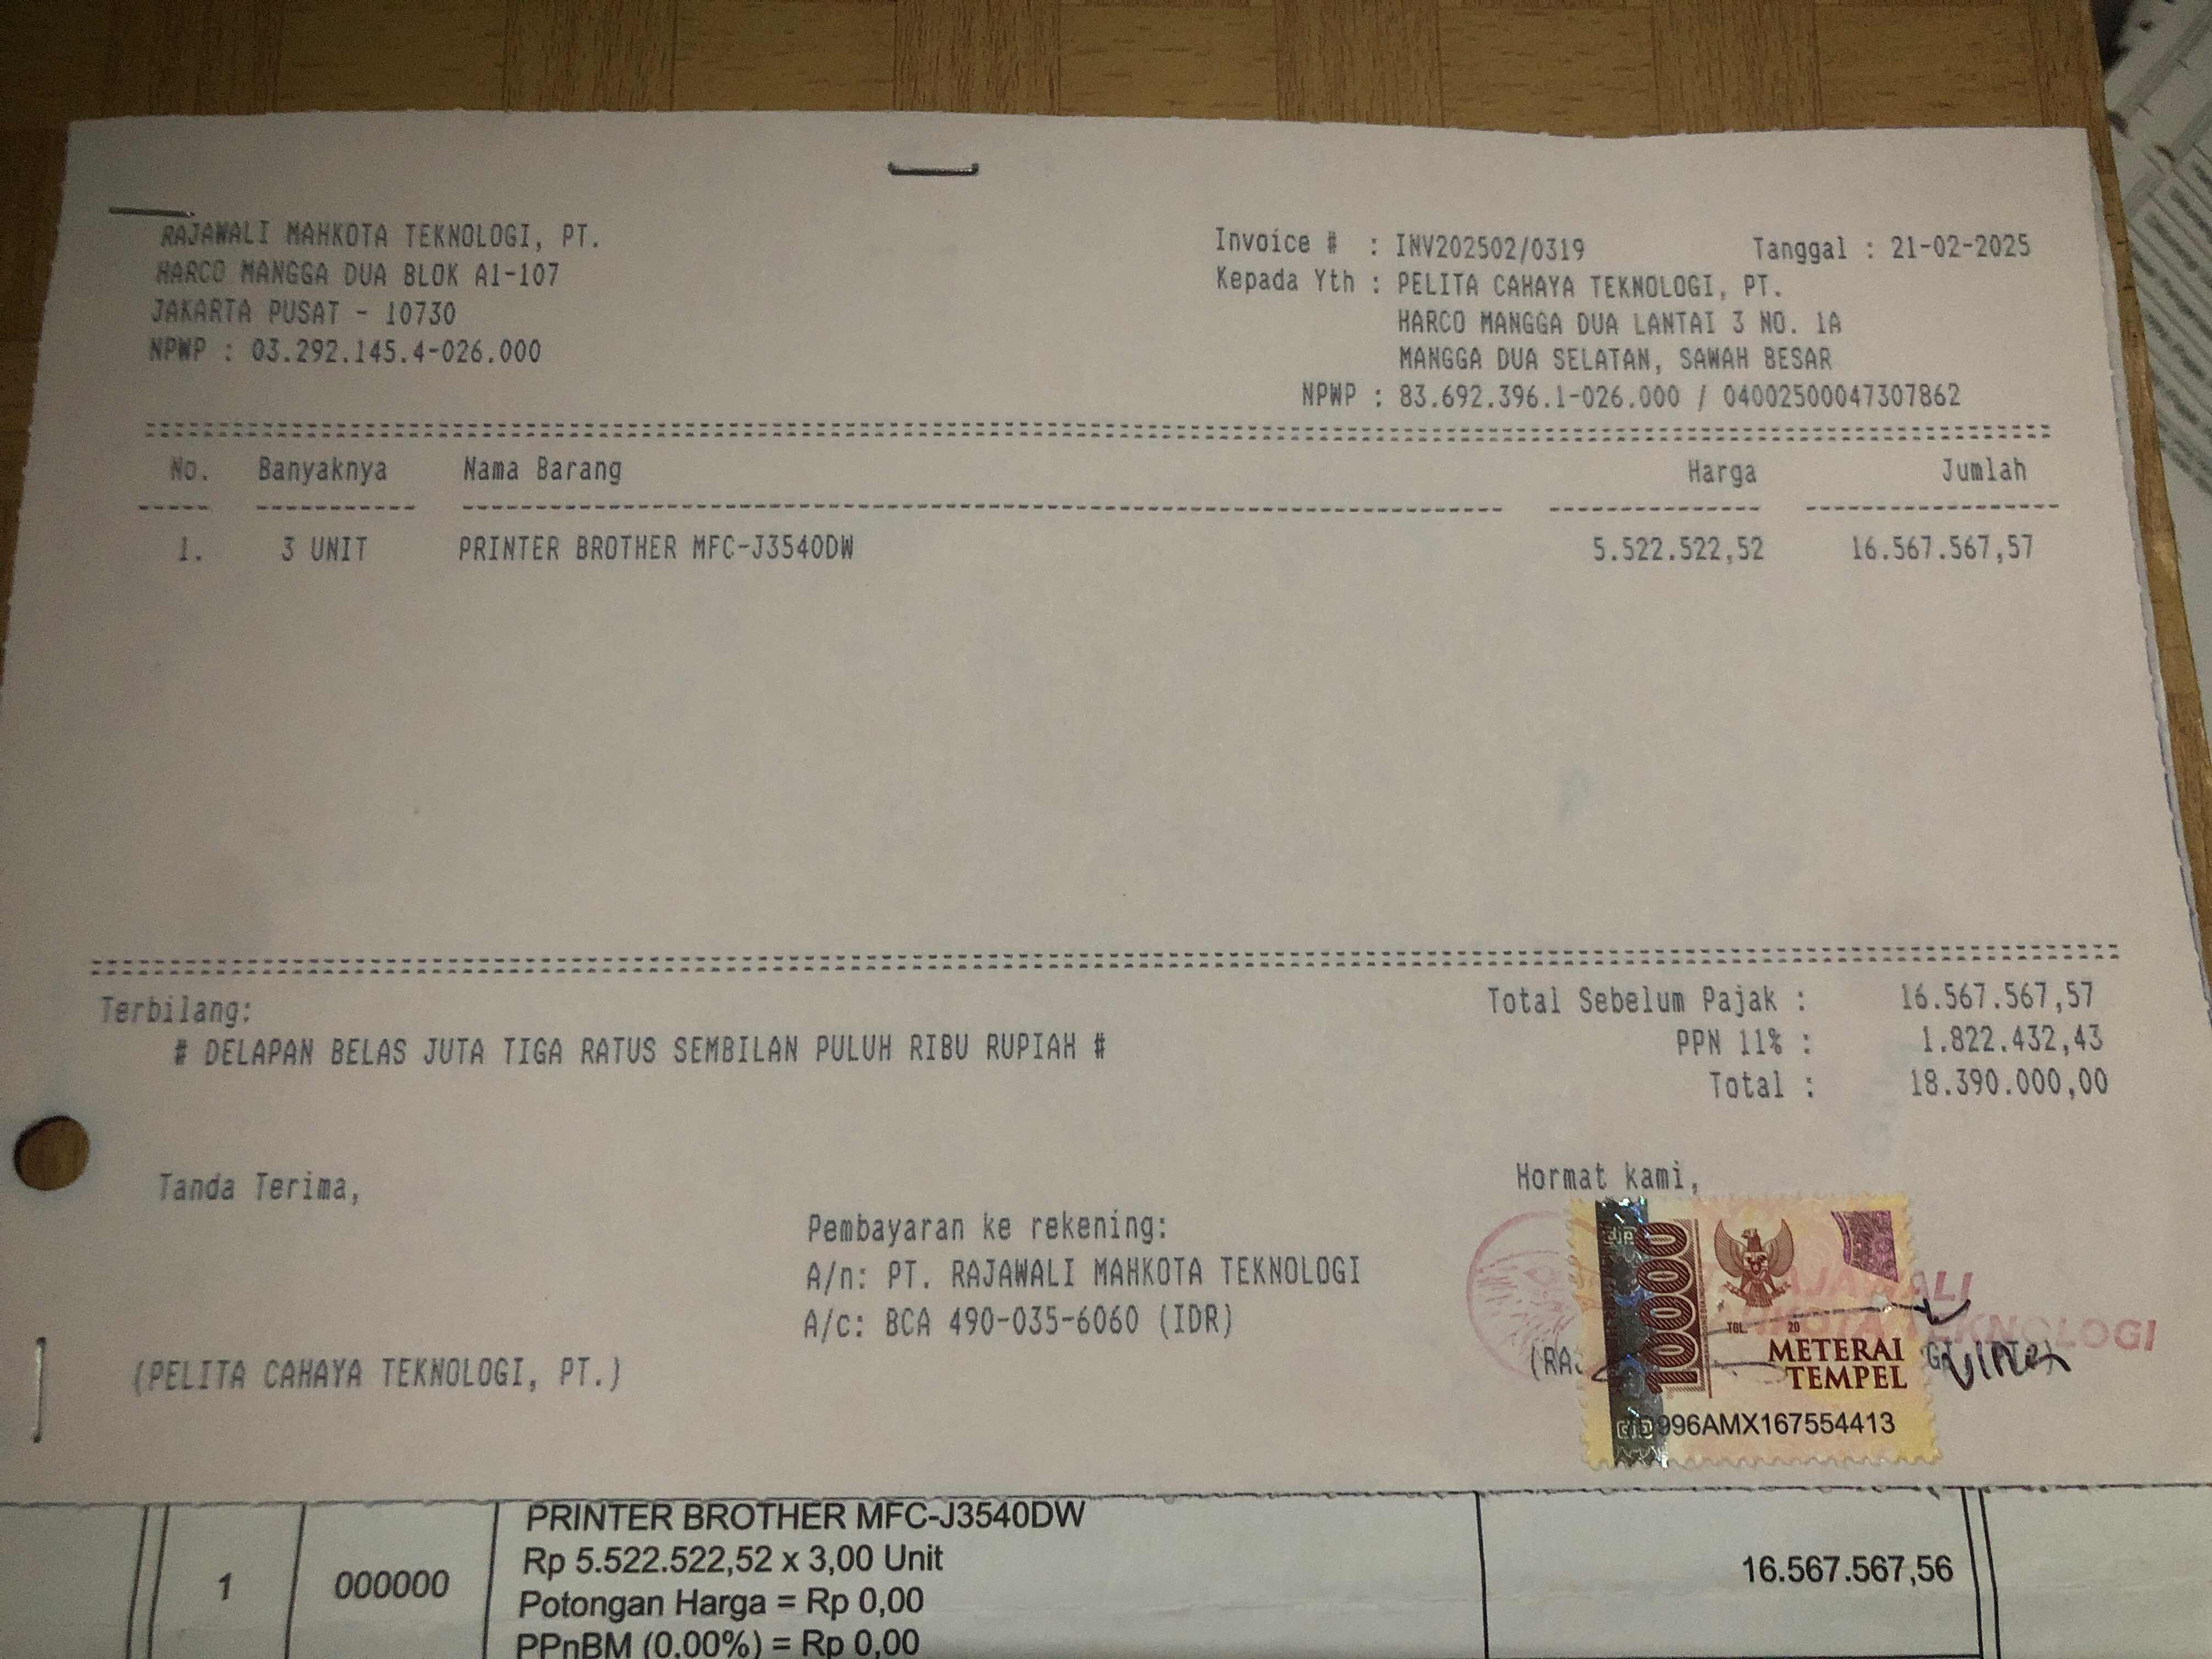 RAJAWALI MAHKOTA TEKNOLOGI, PT.
HARCO MANGGA DUA BLOK A1-107
JAKARTA PUSAT - 10730
NPWP : 03.292.145.4-026.000
Invoice # : INV202502/0319 Tanggal : 21-02-2025
Kepada Yth : PELITA CAHAYA TEKNOLOGI, PT.
HARCO MANGGA DUA LANTAI 3 NO. 1A
MANGGA DUA SELATAN, SAWAH BESAR
NPWP : 83.692.396.1-026.000 / 04002500047307862
No. Banyaknya Nama Barang Harga Jumlah
1. 3 UNIT PRINTER BROTHER MFC-J3540DW 5.522.522,52 16.567.567,57
Terbilang:
# DELAPAN BELAS JUTA TIGA RATUS SEMBILAN PULUH RIBU RUPIAH #
Total Sebelum Pajak : 16.567.567,57
PPN 11% : 1.822.432,43
Total : 18.390.000,00
Tanda Terima,
(PELITA CAHAYA TEKNOLOGI, PT.)
Pembayaran ke rekening:
A/n: PT. RAJAWALI MAHKOTA TEKNOLOGI
A/c: BCA 490-035-6060 (IDR)
Hormat kami,
10000
RAJAWALI
TEKNOLOGI
TGL. 20
METERAI
TEMPEL
996AMX167554413
(RA
PRINTER BROTHER MFC-J3540DW
1 000000 Rp 5.522.522,52 x 3,00 Unit 16.567.567,56
Potongan Harga = Rp 0,00
PPnBM (0,00%) = Rp 0,00